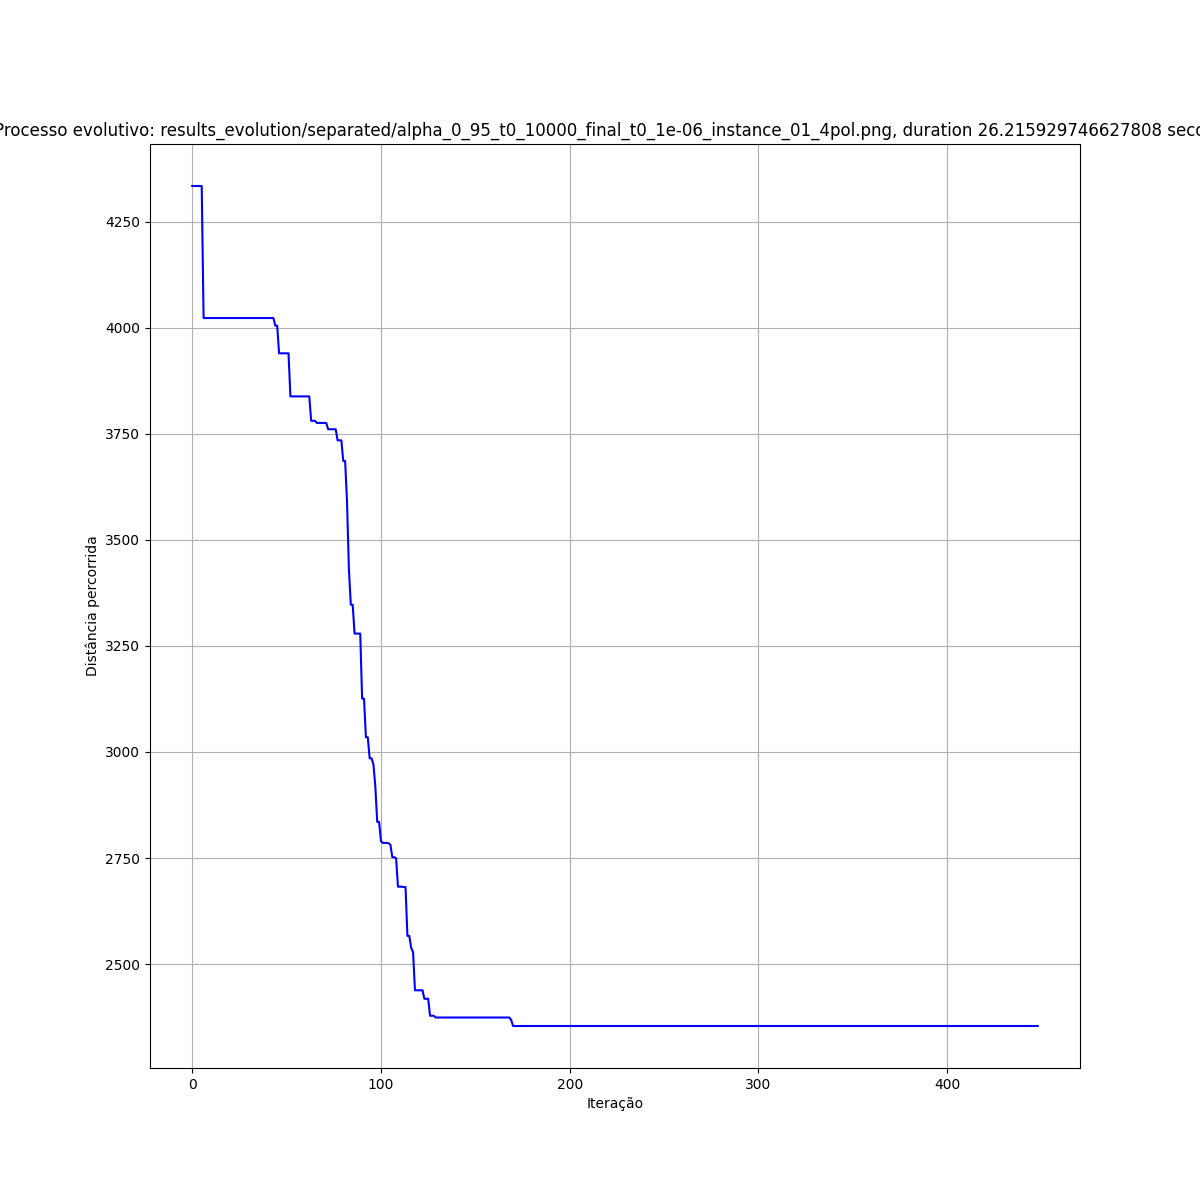 Processo evolutivo: results_evolution/separated/alpha_0_95_t0_10000_final_t0_1e-06_instance_01_4pol.png, duration 26.215929746627808
4250
4000
3750
3500
3250
3000
2750
2500
Distância percorrida
0 100 200 300 400
Iteração